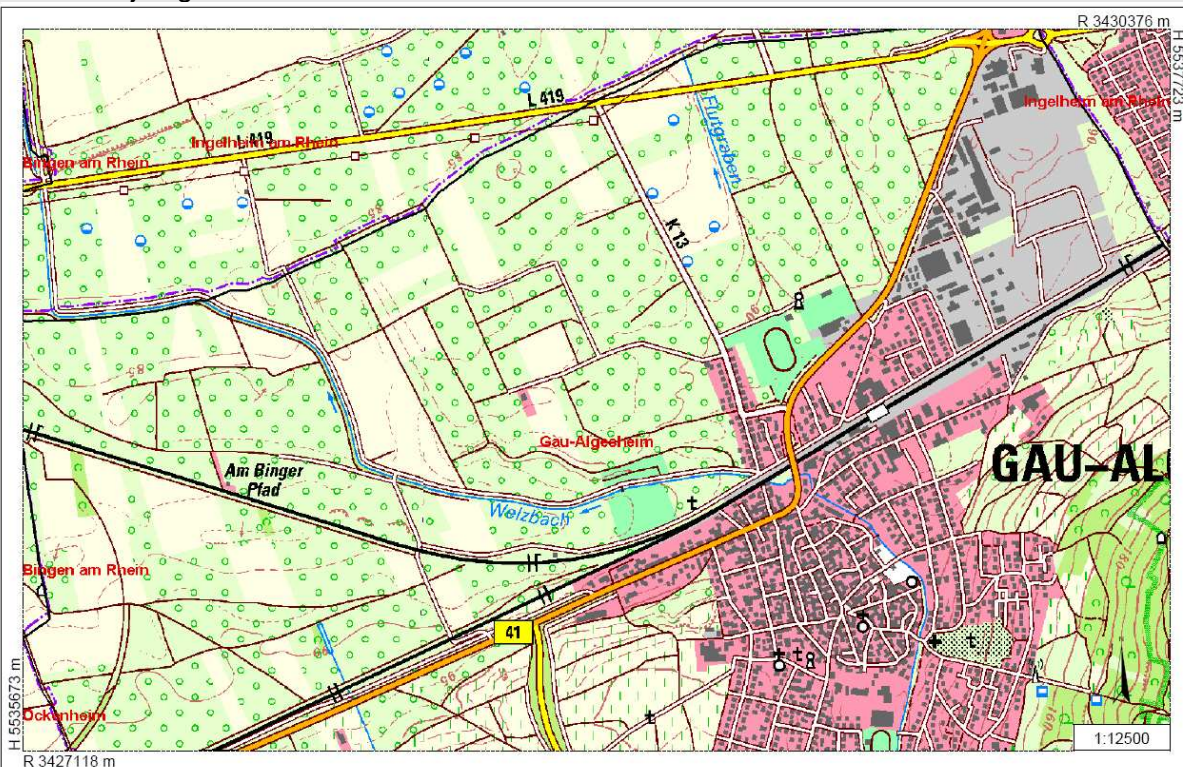 R 3430376 m
H 5537723 m
L 419
Flutgraben
Ingelheim am Rhein
L 419
Ingelheim am Rhein
Bingen am Rhein
K 13
90
Gau-Algesheim
GAU-AL
Am Binger
Pfad
Welzbach
Bingen am Rhein
41
Ockenheim
H 5535673 m
1:12500
R 3427118 m